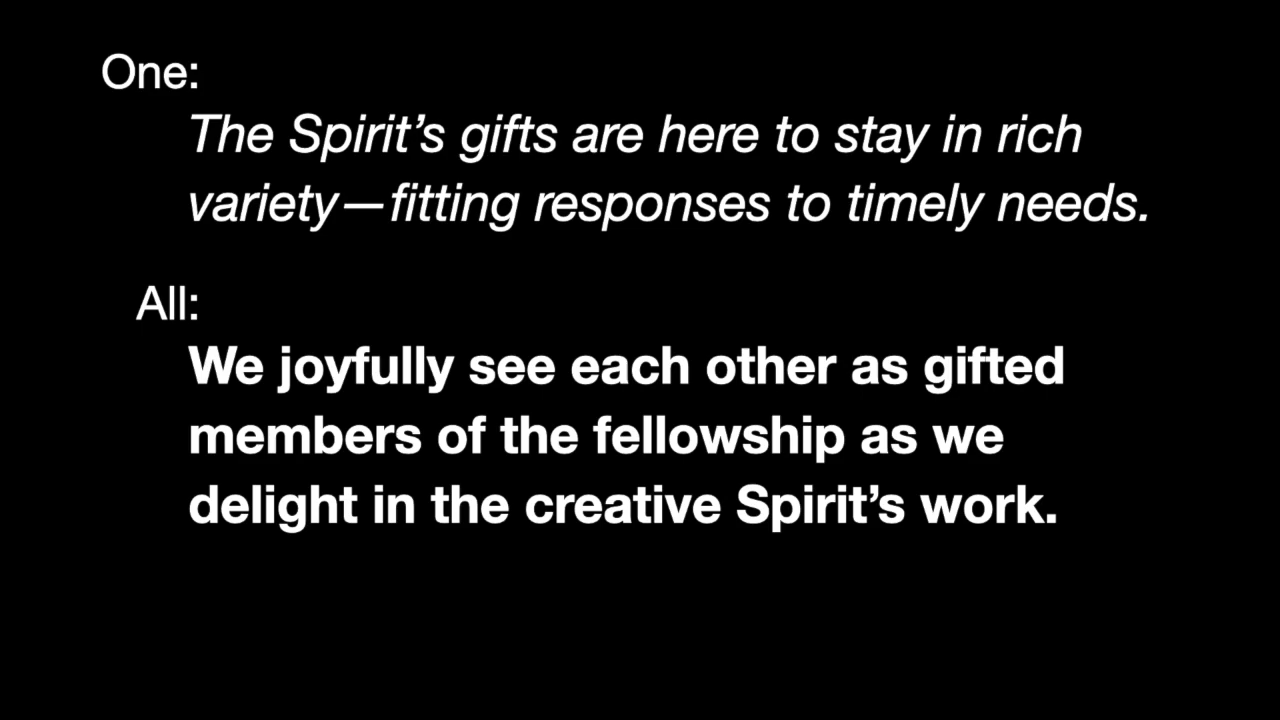 One:
The Spirit’s gifts are here to stay in rich
variety—fitting responses to timely needs.
All:
We joyfully see each other as gifted
members of the fellowship as we
delight in the creative Spirit’s work.